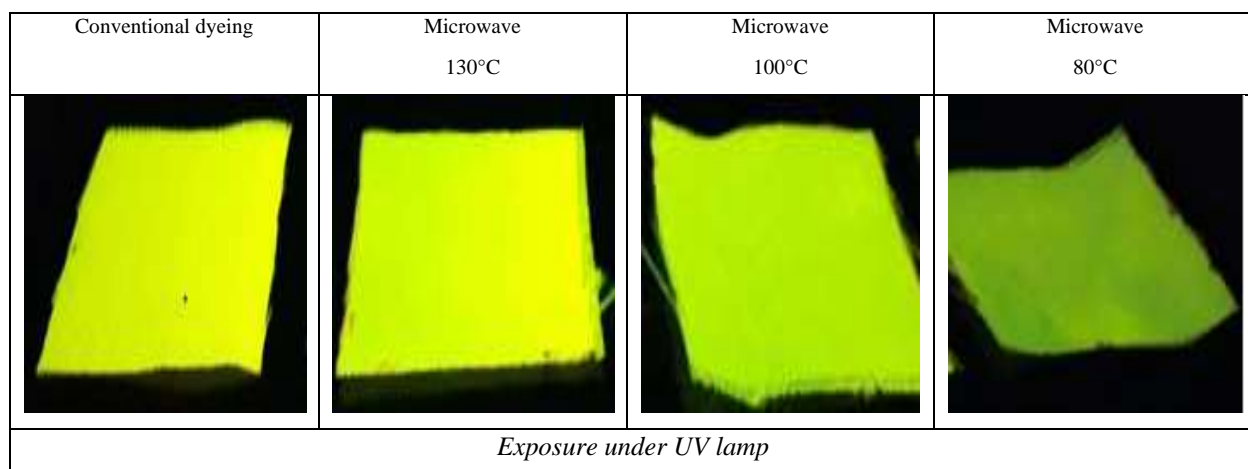 Conventional dyeing
Microwave
130°C
Microwave
100°C
Microwave
80°C
Exposure under UV lamp